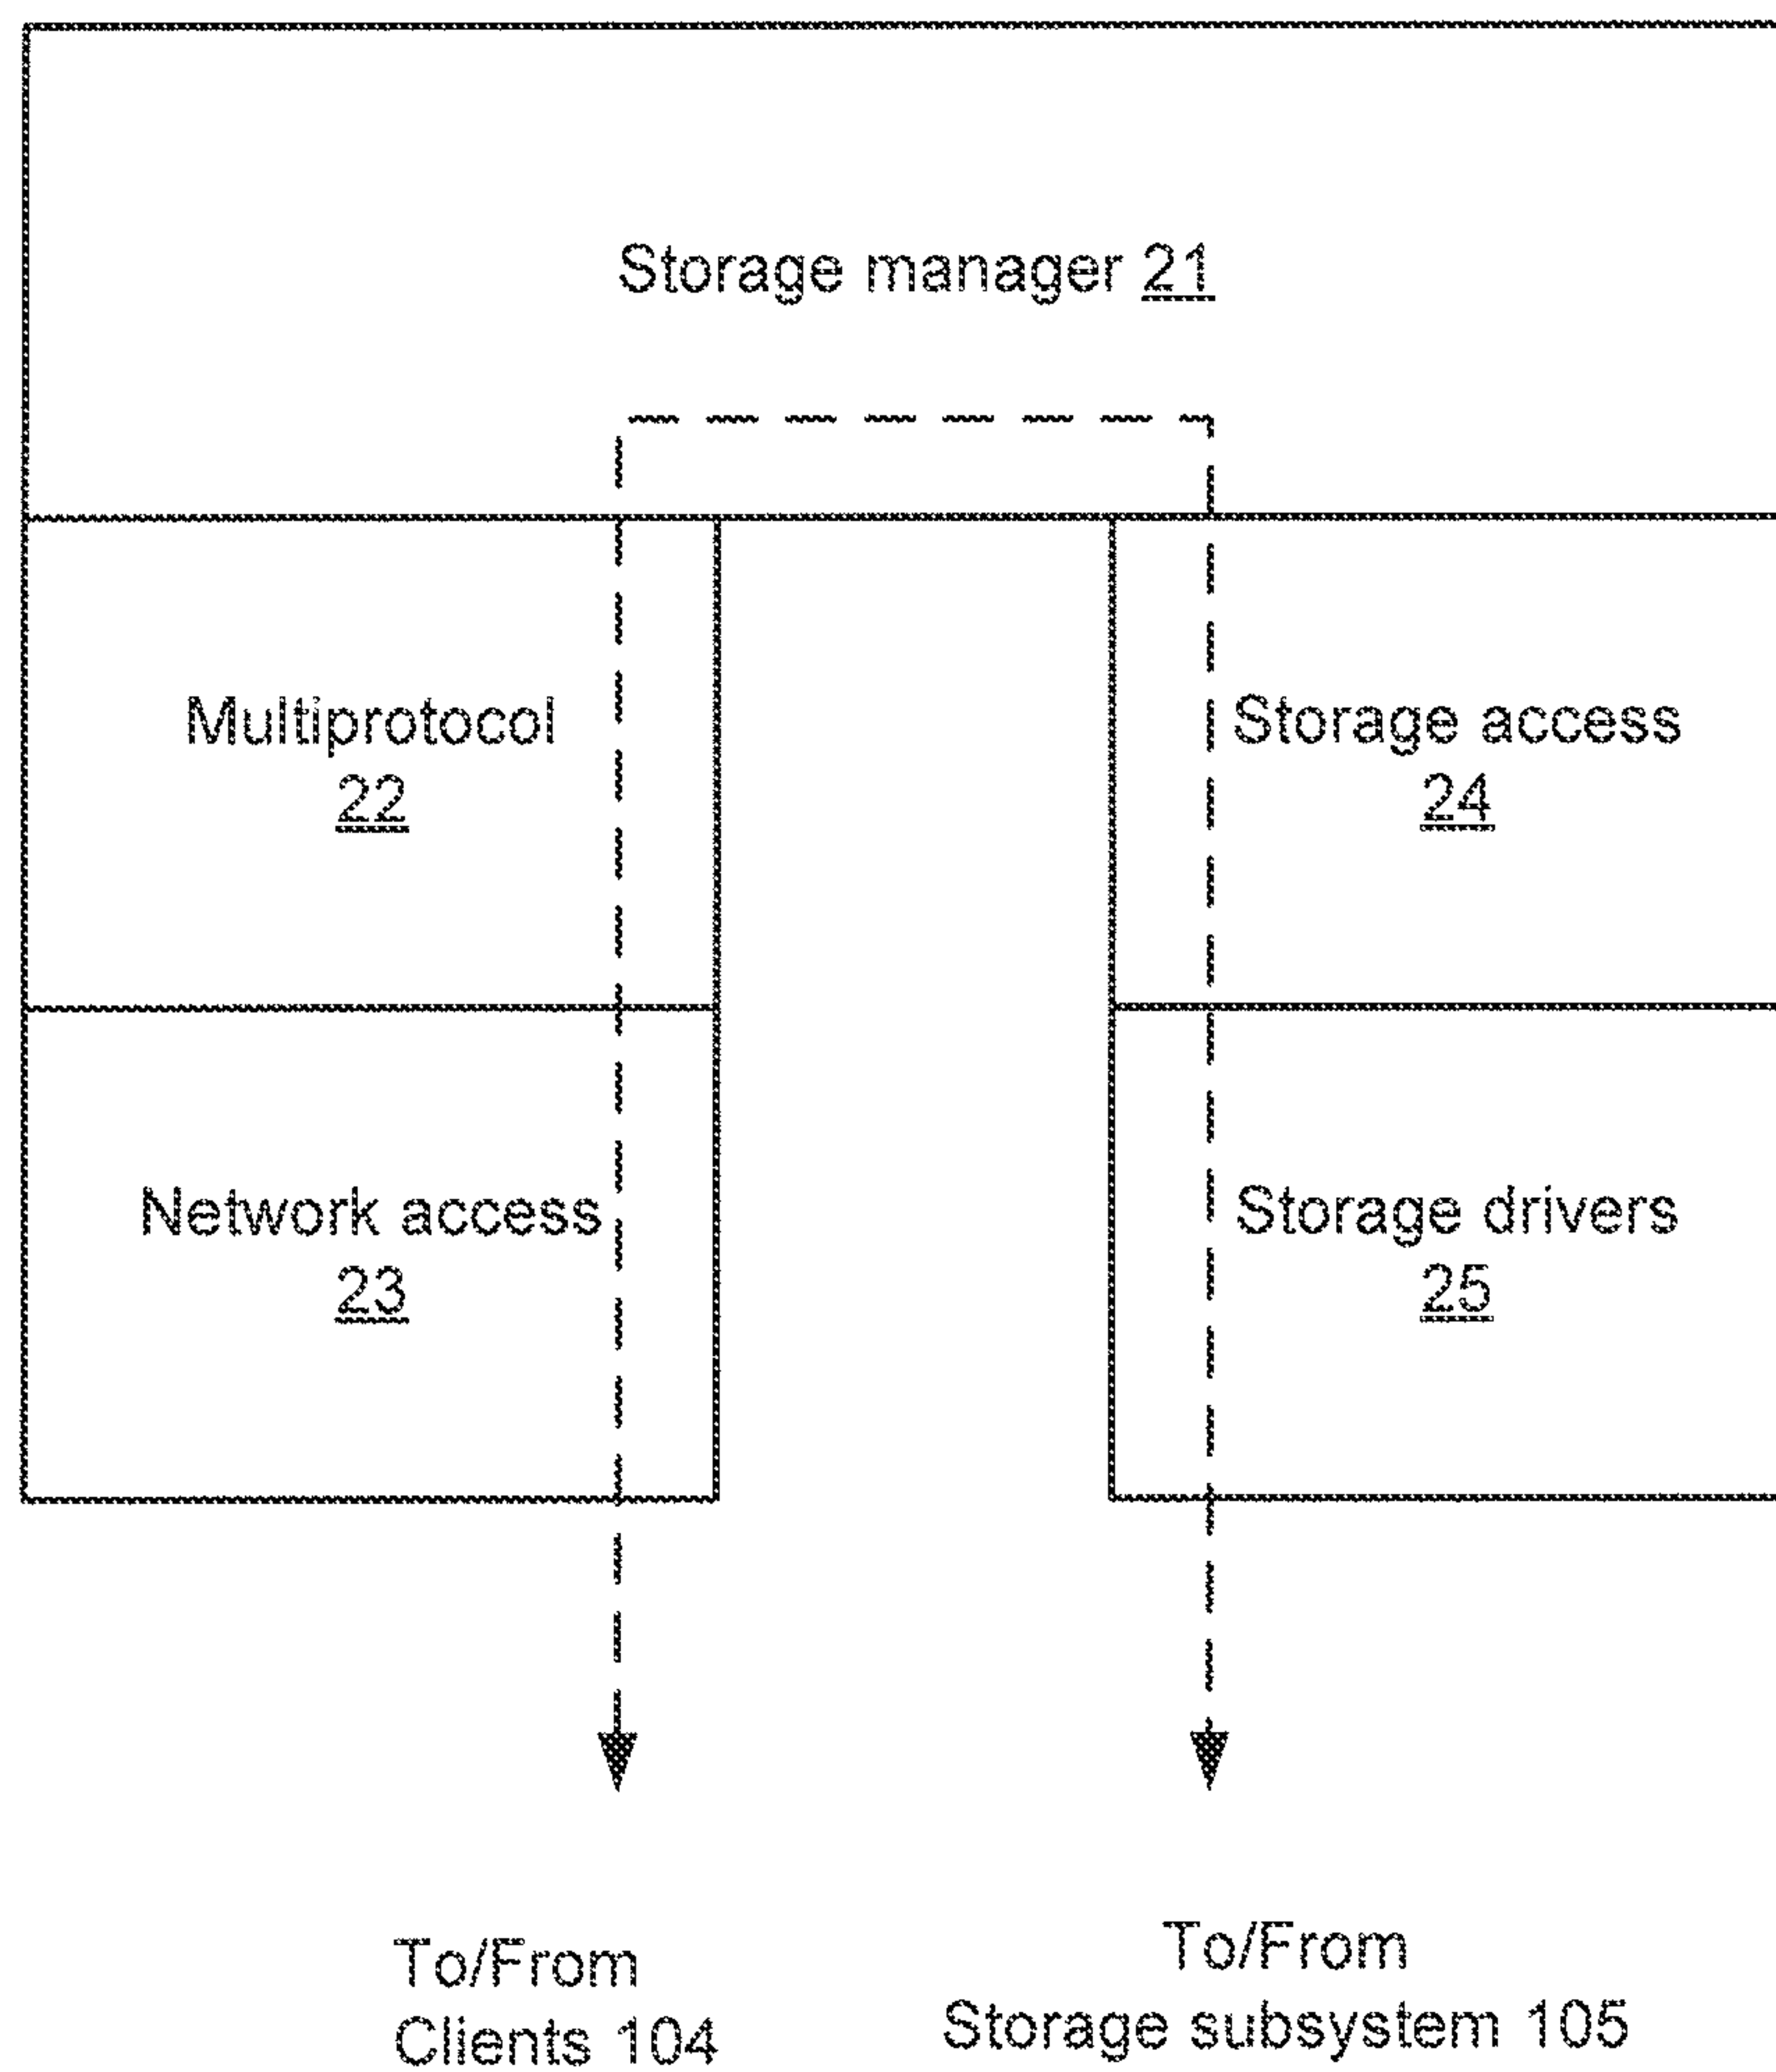 Storage manager 21
Multiprotocol
22
Storage access
24
Network access
23
Storage drivers
25
To/From
Clients 104
To/From
Storage subsystem 105